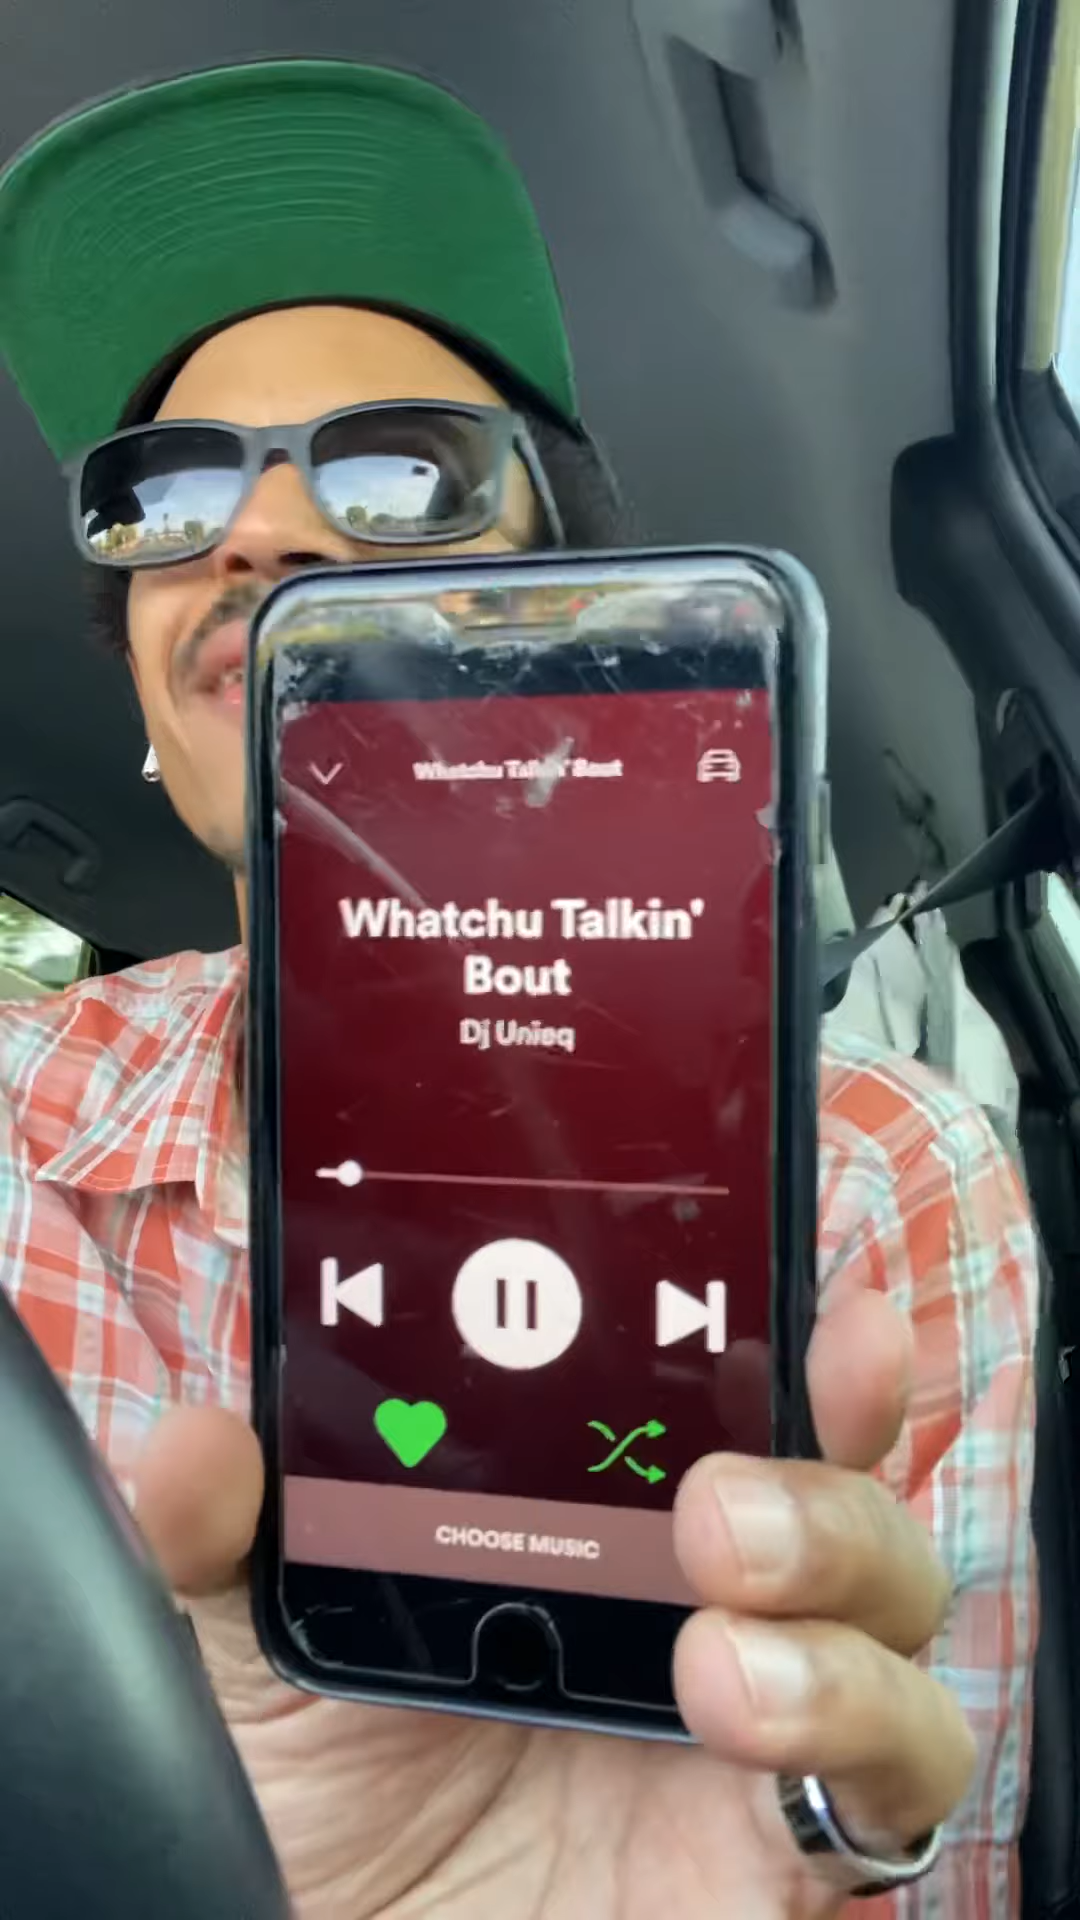 Whatchu Talkin' Bout
Whatchu Talkin'
Bout
Dj Unieq
CHOOSE MUSIC